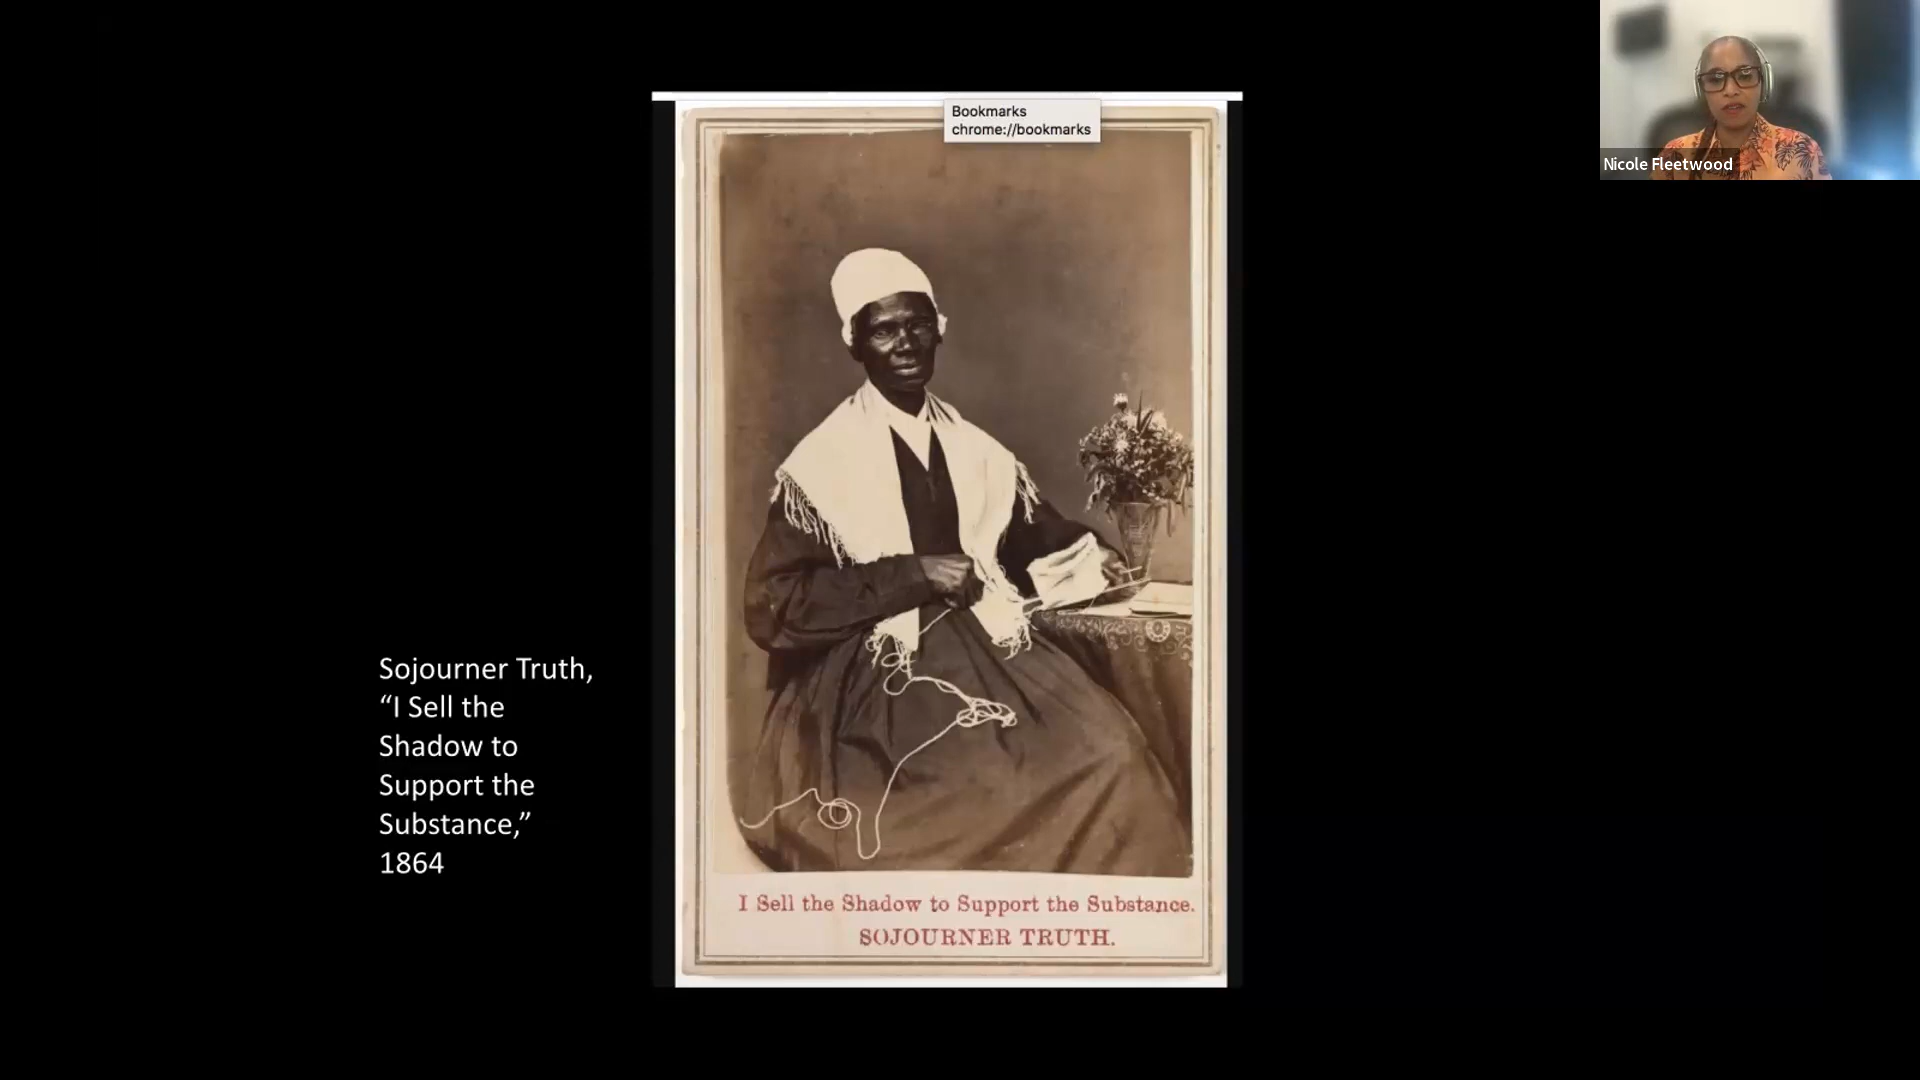 Bookmarks
chrome://bookmarks
Nicole Fleetwood
Sojourner Truth,
“I Sell the
Shadow to
Support the
Substance,”
1864
I Sell the Shadow to Support the Substance.
SOJOURNER TRUTH.